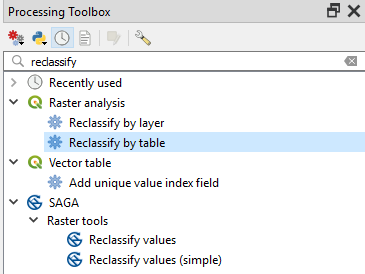 Processing Toolbox
reclassify
Recently used
Raster analysis
Reclassify by layer
Reclassify by table
Vector table
Add unique value index field
SAGA
Raster tools
Reclassify values
Reclassify values (simple)